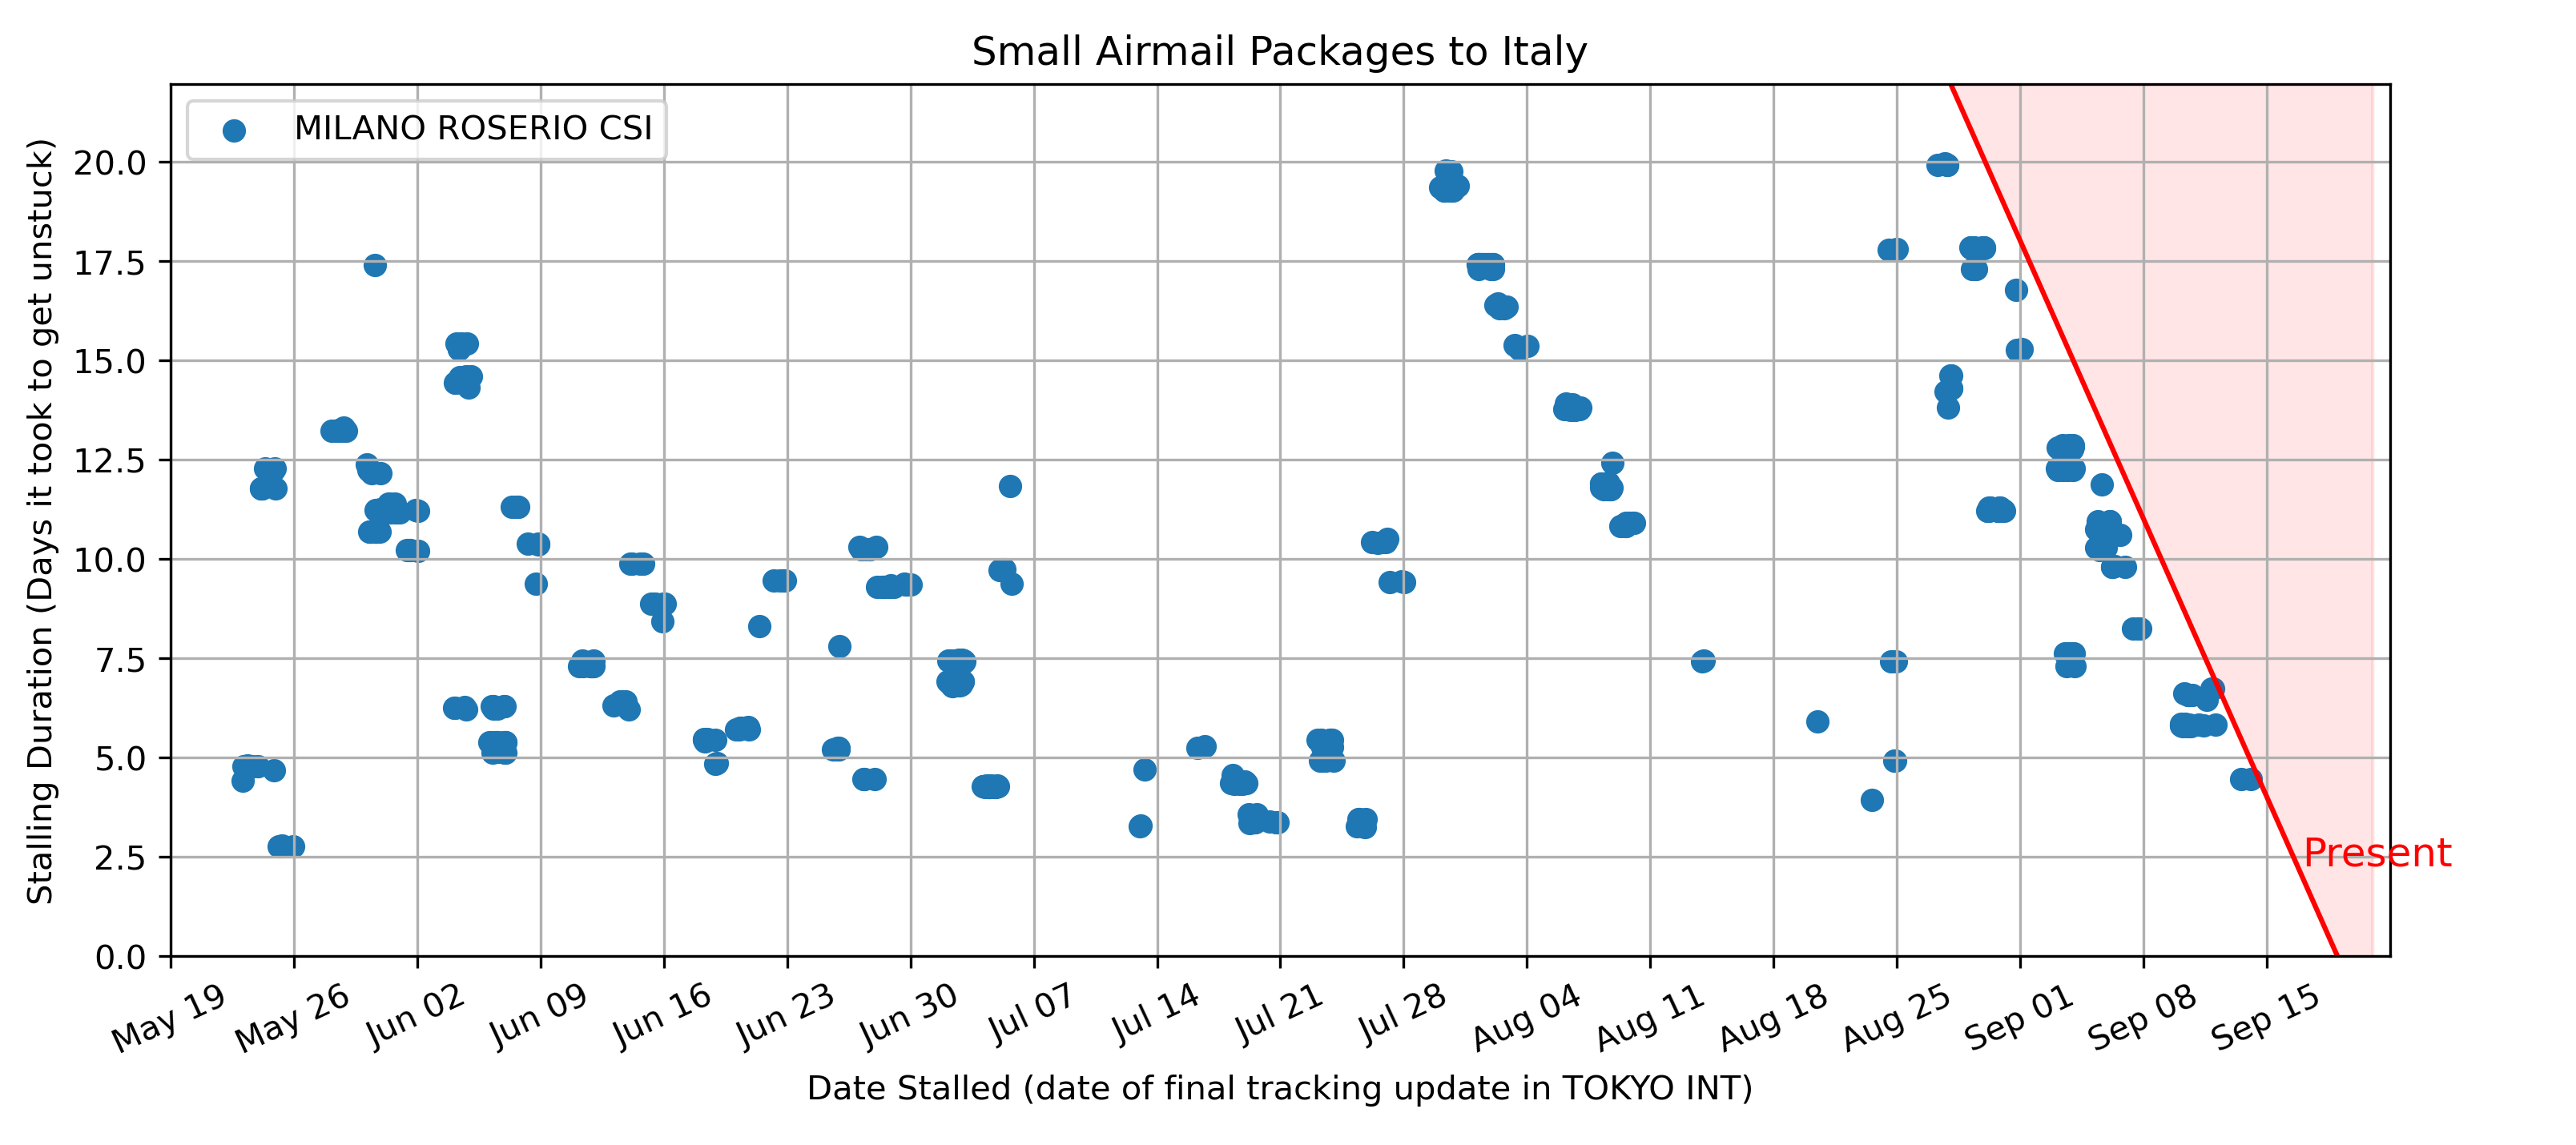 Small Airmail Packages to Italy
MILANO ROSERIO CSI
Stalling Duration (Days it took to get unstuck)
20.0
17.5
15.0
12.5
10.0
7.5
5.0
2.5
0.0
Present
May 19
May 26
Jun 02
Jun 09
Jun 16
Jun 23
Jun 30
Jul 07
Jul 14
Jul 21
Jul 28
Aug 04
Aug 11
Aug 18
Aug 25
Sep 01
Sep 08
Sep 15
Date Stalled (date of final tracking update in TOKYO INT)